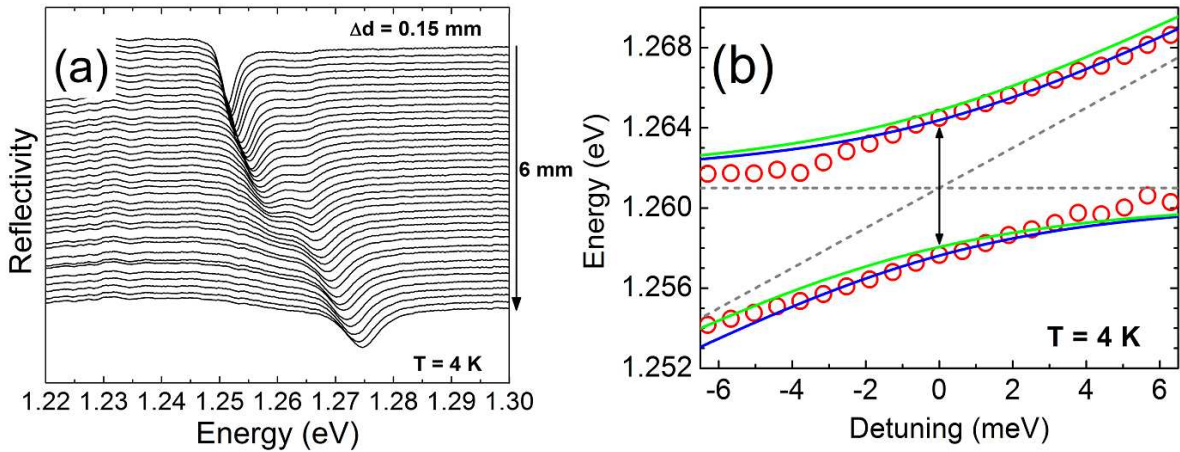 (a)
Δd = 0.15 mm
6 mm
T = 4 K
Reflectivity
1.22 1.23 1.24 1.25 1.26 1.27 1.28 1.29 1.30
Energy (eV)
(b)
1.268
1.264
1.260
1.256
1.252
Energy (eV)
T = 4 K
-6 -4 -2 0 2 4 6
Detuning (meV)